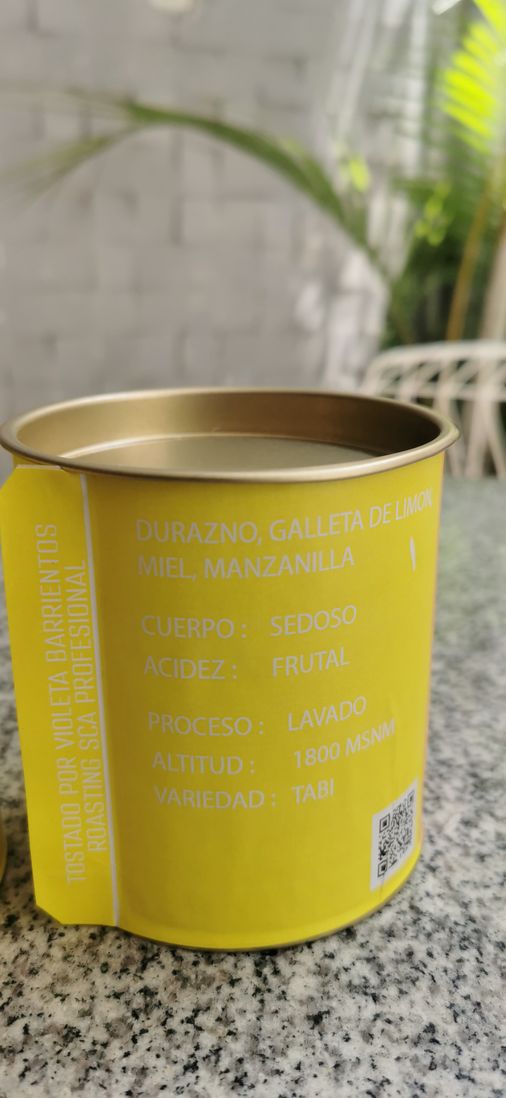 DURAZNO, GALLETA DE LIMON
MIEL, MANZANILLA
CUERPO : SEDOSO
ACIDEZ : FRUTAL
PROCESO : LAVADO
ALTITUD : 1800 MSNM
VARIEDAD : TABI
TOSTADO POR VIOLETA BARRIENTOS
ROASTING SCA PROFESIONAL